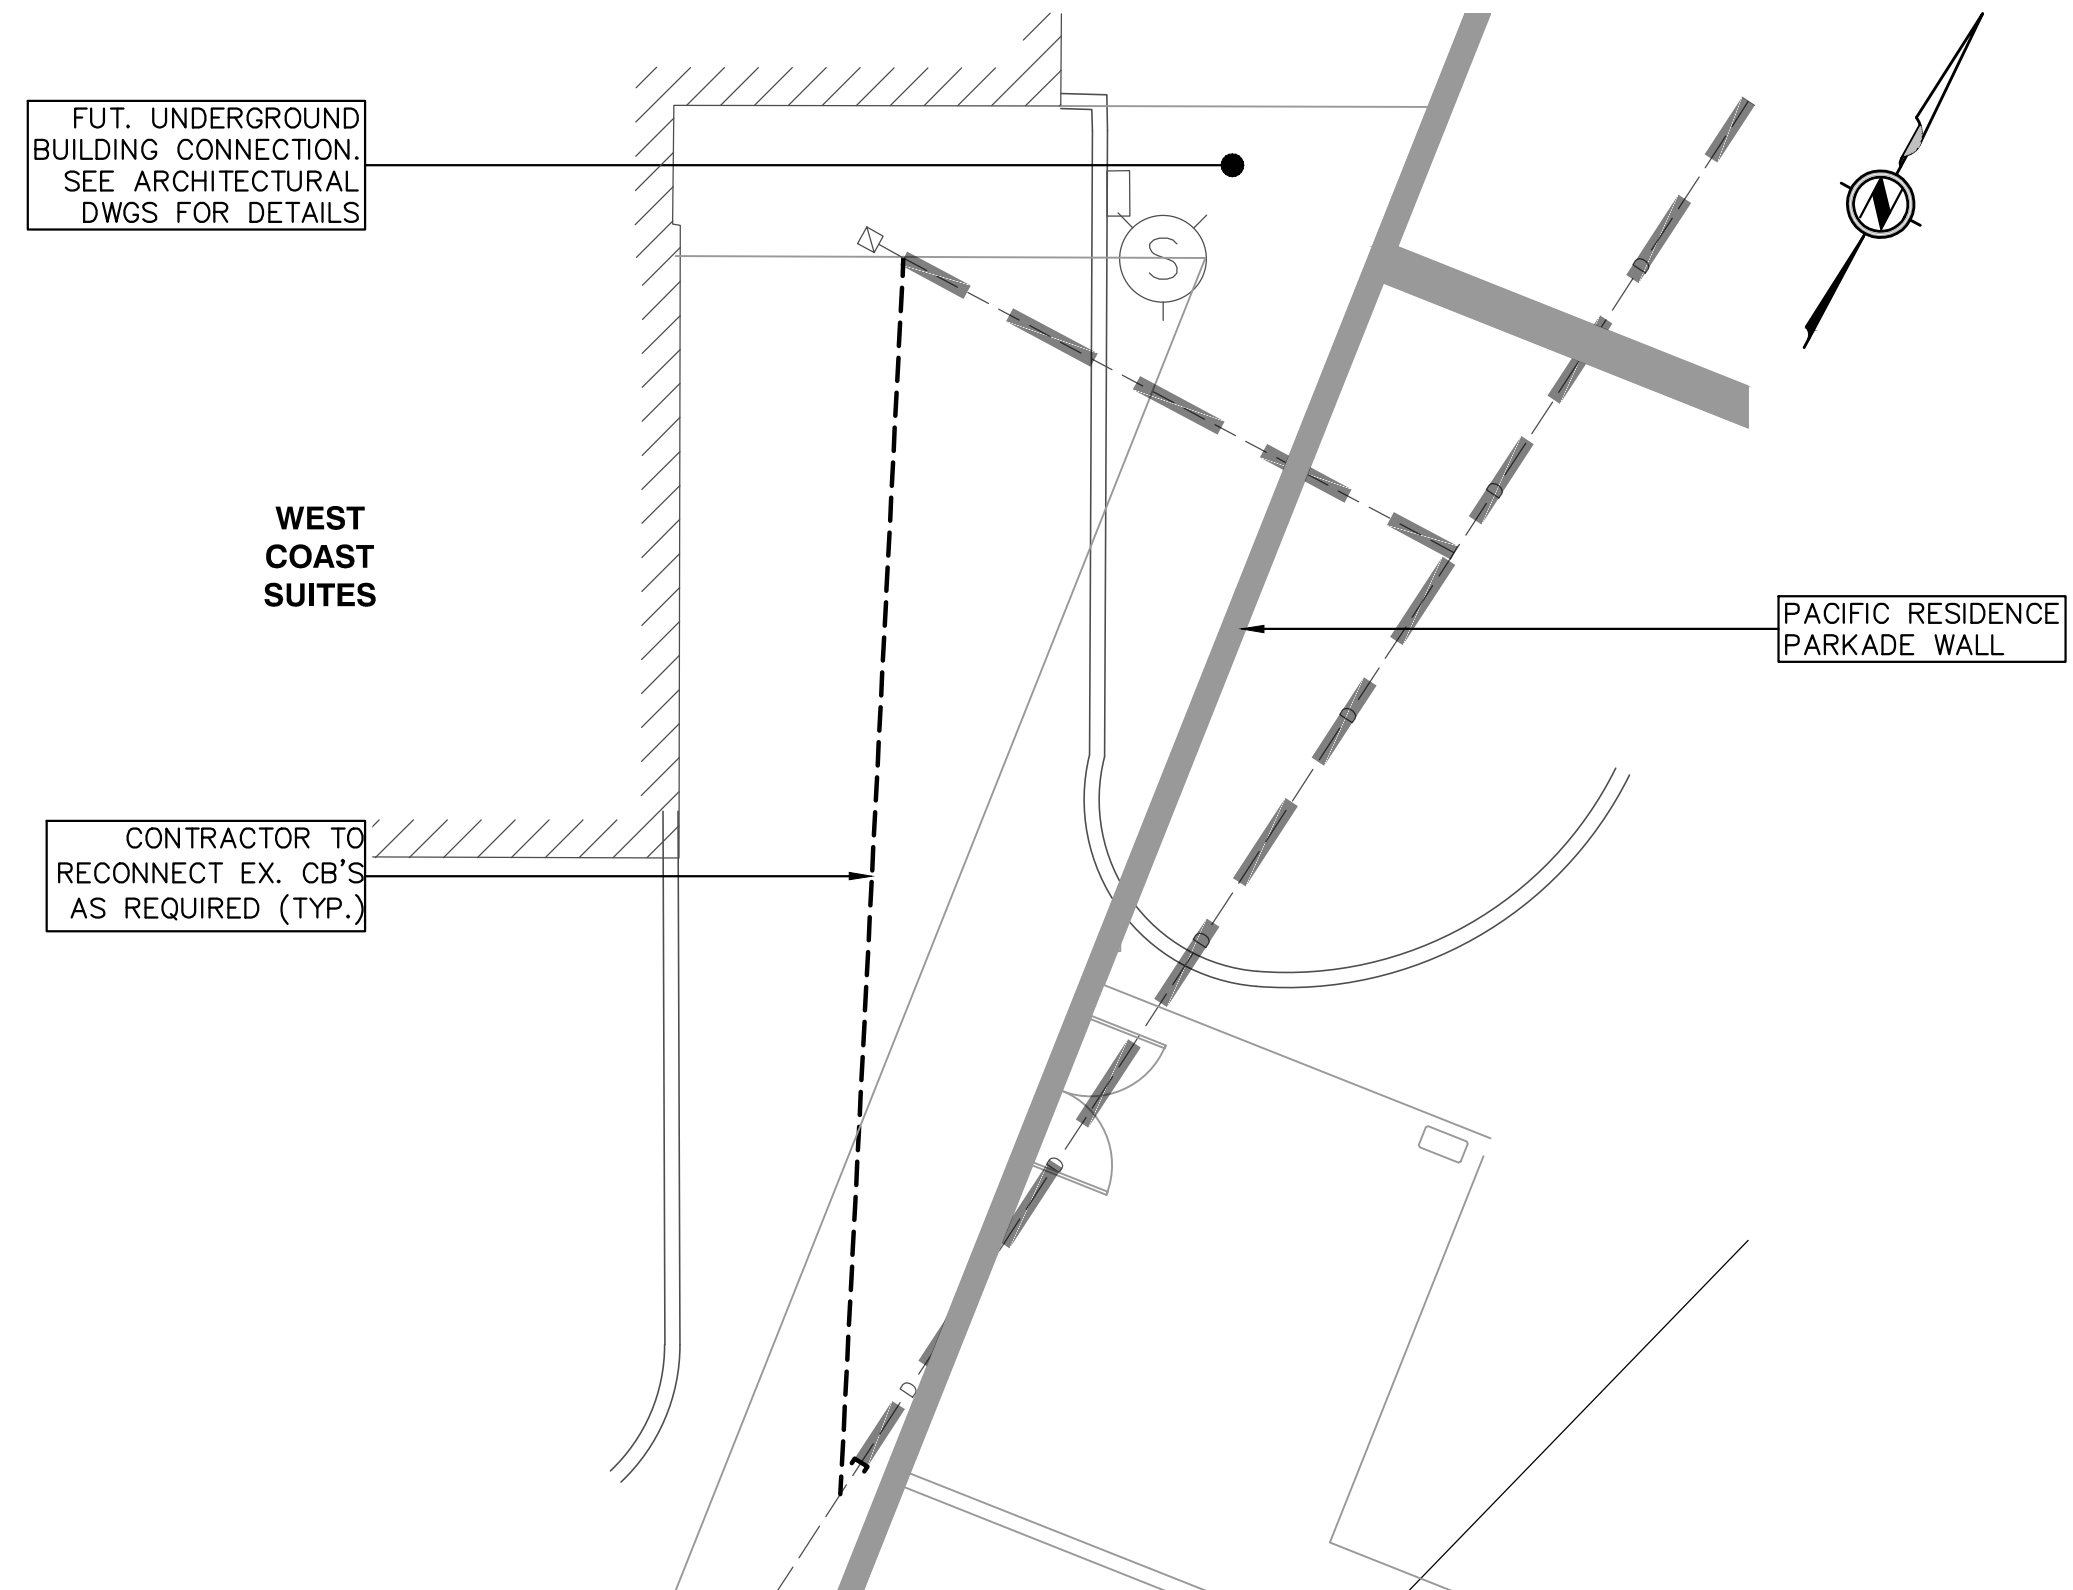 FUT. UNDERGROUND
BUILDING CONNECTION.
SEE ARCHITECTURAL
DWGS FOR DETAILS
N
S
D
D
WEST
COAST
SUITES
PACIFIC RESIDENCE
PARKADE WALL
D
CONTRACTOR TO
RECONNECT EX. CB'S
AS REQUIRED (TYP.)
D
D
D